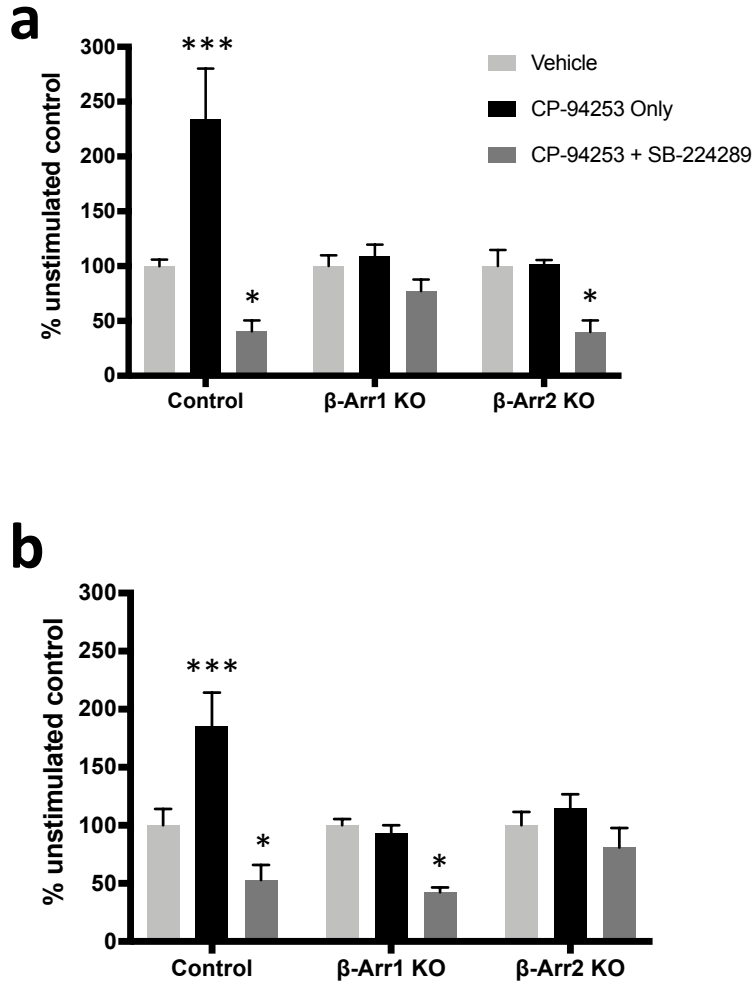 a
% unstimulated control
300
250
200
150
100
50
0
***
*
*
Vehicle
CP-94253 Only
CP-94253 + SB-224289
Control
β-Arr1 KO
β-Arr2 KO
b
% unstimulated control
300
250
200
150
100
50
0
***
*
*
Control
β-Arr1 KO
β-Arr2 KO